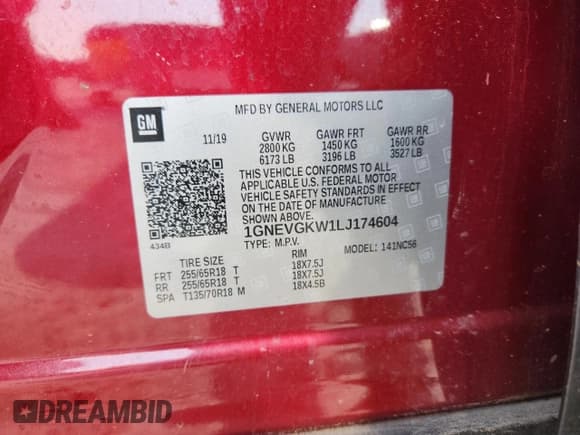 GM
MFD BY GENERAL MOTORS LLC
11/19 GVWR GAWR FRT GAWR RR
2800 KG 1450 KG 1600 KG
6173 LB 3196 LB 3527 LB
THIS VEHICLE CONFORMS TO ALL
APPLICABLE U.S. FEDERAL MOTOR
VEHICLE SAFETY STANDARDS IN EFFECT
ON THE DATE OF MANUFACTURE
SHOWN ABOVE.
1GNEVGKW1LJ174604
434B
TYPE: M.P.V. 141NC56
TIRE SIZE RIM
FRT 255/65R18 T 18X7.5J
RR 255/65R18 T 18X7.5J
SPA T135/70R18 M 18X4.5B
DREAMBID